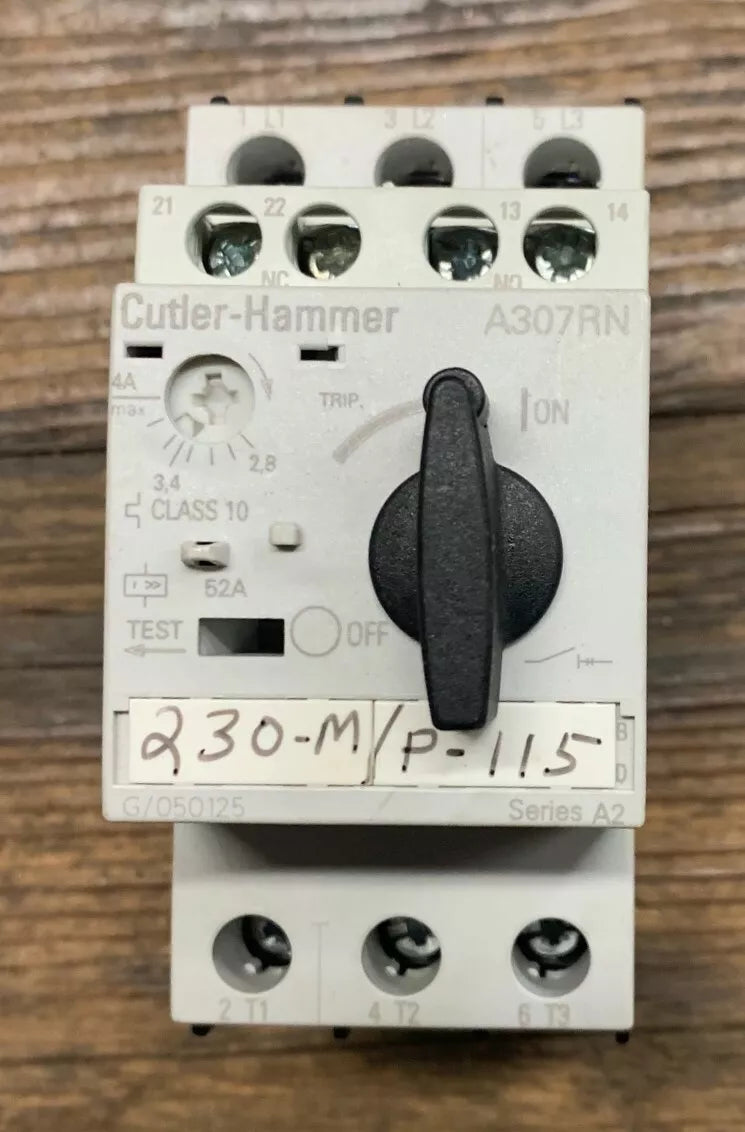 1 L1 3 L2 5 L3
21 22 13 14
NC NO
Cutler-Hammer A307RN
4A
max
TRIP. ION
2,8
3,4
CLASS 10
I >> 52A
TEST OFF
230-M/P-115
B
D
G/050125 Series A2
2 T1 4 T2 6 T3